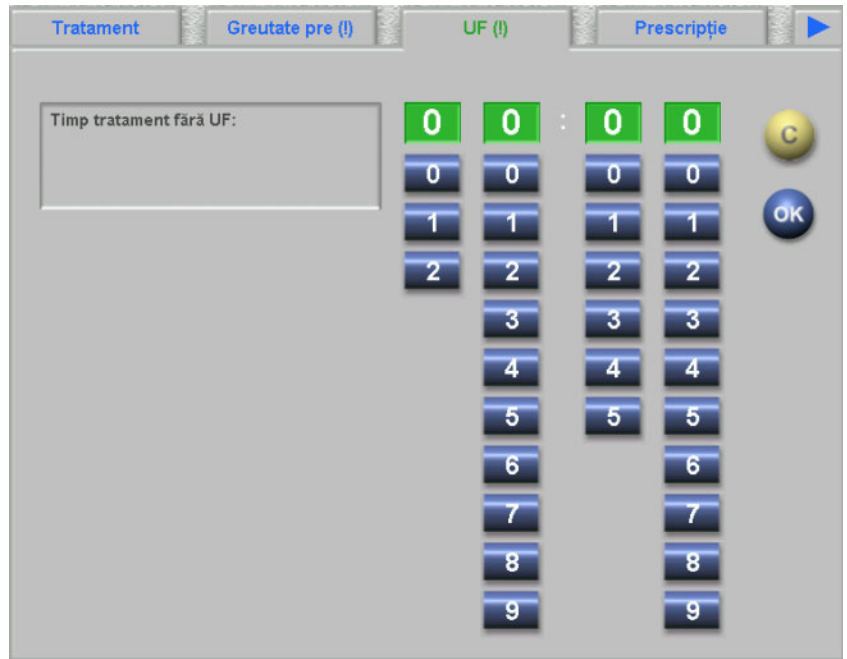 Tratament Greutate pre (!) UF (!) Prescripție
Timp tratament fără UF: 0 0 : 0 0 C
0 0 0 0
1 1 1 1 OK
2 2 2 2
3 3 3
4 4 4
5 5 5
6 6
7 7
8 8
9 9